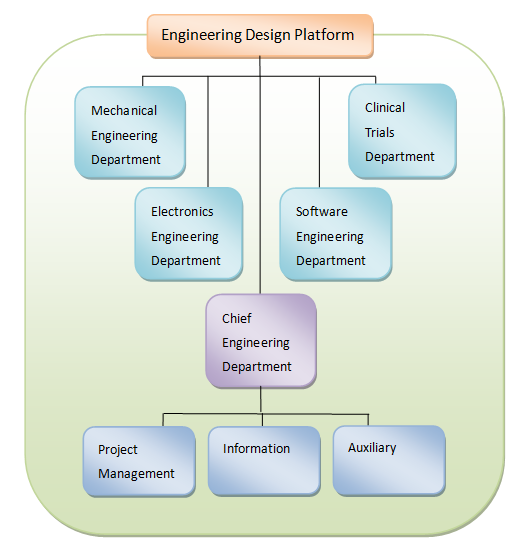 Engineering Design Platform
Mechanical
Engineering
Department
Clinical
Trials
Department
Electronics
Engineering
Department
Software
Engineering
Department
Chief
Engineering
Department
Project
Management
Information
Auxiliary